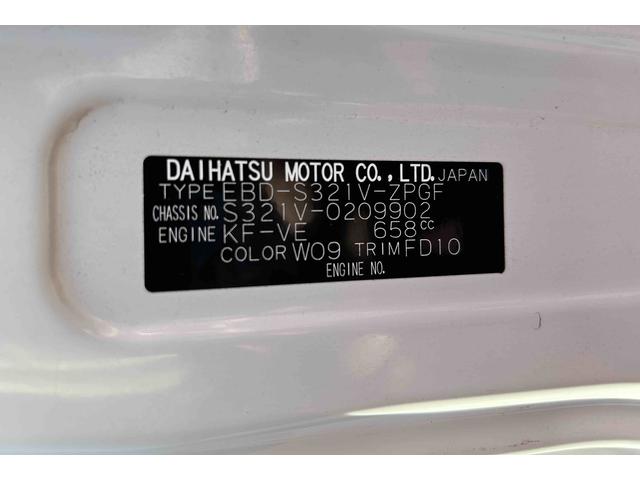 DAIHATSU MOTOR CO., LTD. JAPAN
TYPE EBD-S321V-ZPGF
CHASSIS NO. S321V-0209902
ENGINE KF-VE 658CC
COLOR W09 TRIM FD10
ENGINE NO.